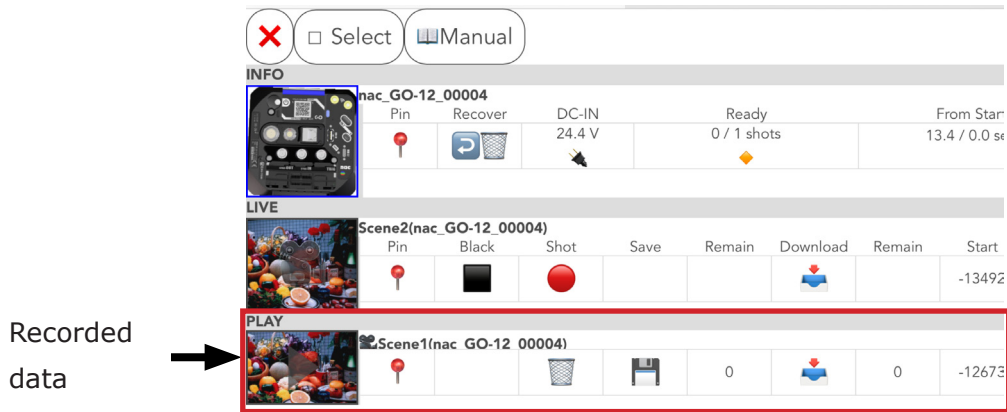 □ Select
Manual
INFO
nac_GO-12_00004
Pin Recover DC-IN Ready From Star
24.4 V 0 / 1 shots 13.4 / 0.0 se
LIVE
Scene2(nac_GO-12_00004)
Pin Black Shot Save Remain Download Remain Start
-13492
PLAY
Scene1(nac_GO-12_00004)
0 0 -12673
Recorded
data